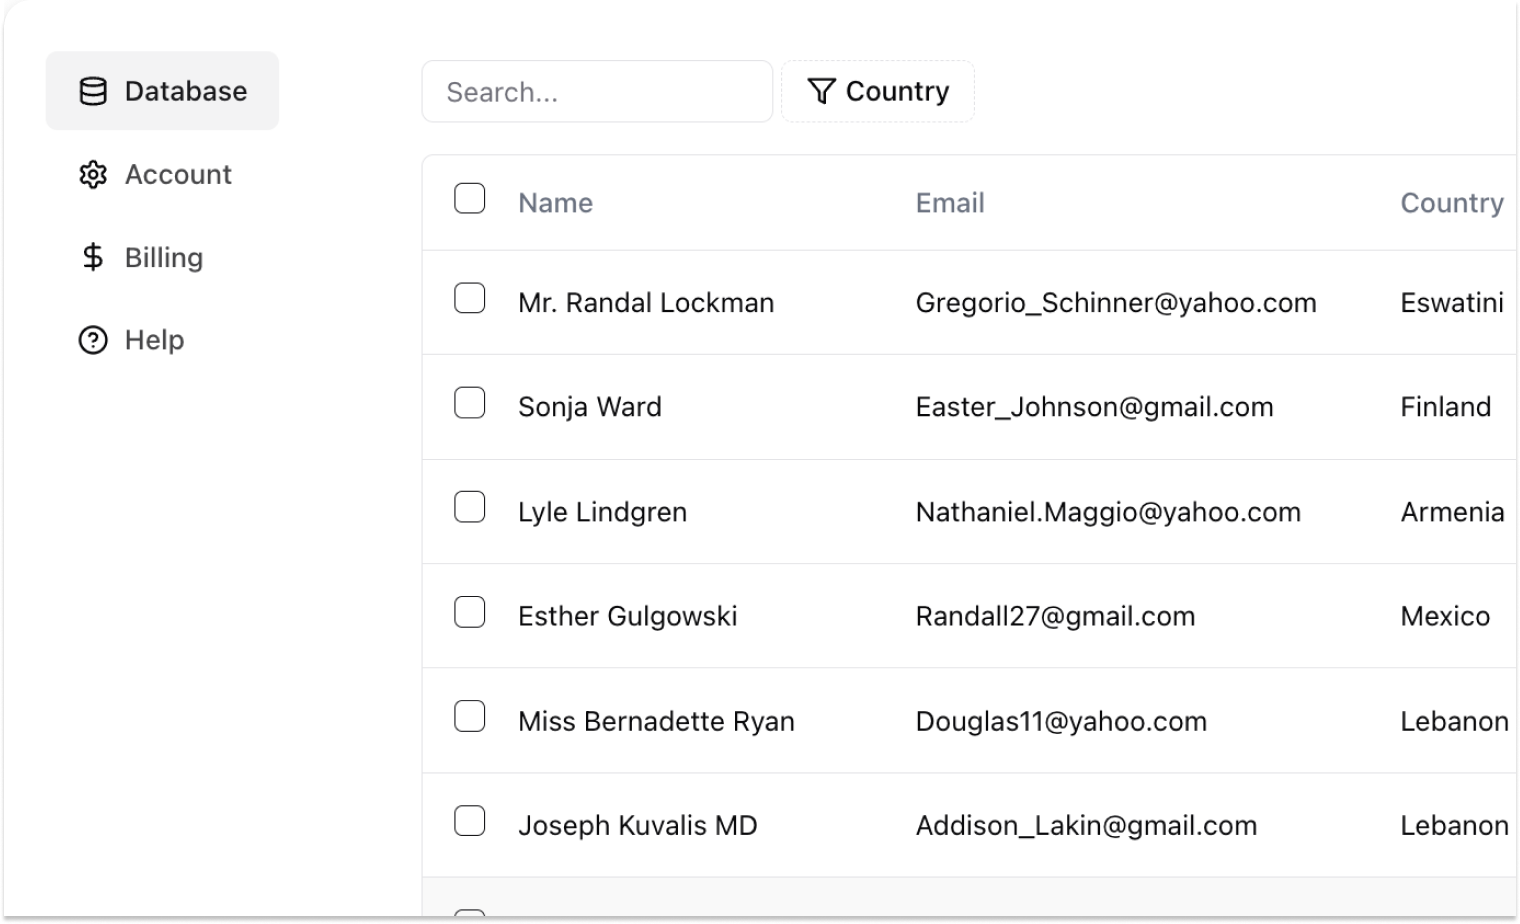 Database
Account
Billing
Help
Search...
Country
Name Email Country
Mr. Randal Lockman Gregorio_Schinner@yahoo.com Eswatini
Sonja Ward Easter_Johnson@gmail.com Finland
Lyle Lindgren Nathaniel.Maggio@yahoo.com Armenia
Esther Gulgowski Randall27@gmail.com Mexico
Miss Bernadette Ryan Douglas11@yahoo.com Lebanon
Joseph Kuvalis MD Addison_Lakin@gmail.com Lebanon